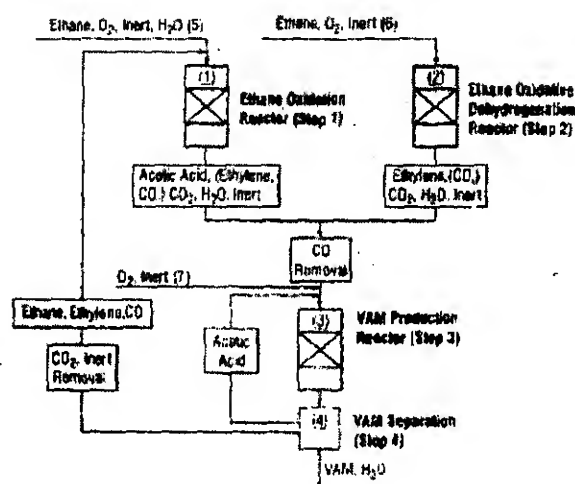 Ethane, O2, Inert, H2O (5)
Ethane, O2, Inert (6)
(1)
Ethane Oxidation
Reactor (Step 1)
(2)
Ethane Oxidative
Dehydrogenation
Reactor (Step 2)
Acetic Acid, (Ethylene,
CO,) CO2, H2O, Inert
Ethylene, (CO,)
CO2, H2O, Inert
CO
Removal
O2, Inert (7)
Ethane, Ethylene, CO
Acetic
Acid
(3)
VAM Production
Reactor (Step 3)
CO2, Inert
Removal
(4)
VAM Separation
(Step 4)
VAM, H2O